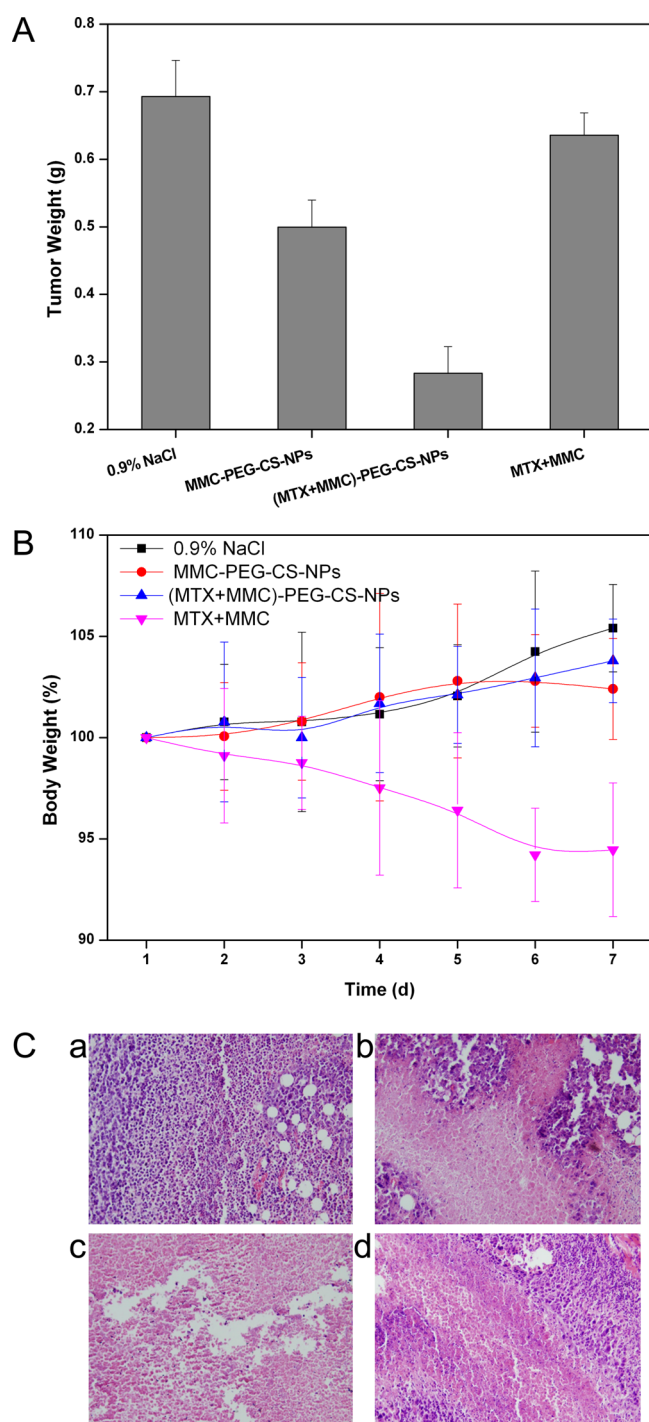 A
Tumor Weight (g)
0.8
0.7
0.6
0.5
0.4
0.3
0.2
0.9% NaCl
MMC-PEG-CS-NPs
(MTX+MMC)-PEG-CS-NPs
MTX+MMC
B
Body Weight (%)
110
105
100
95
90
0.9% NaCl
MMC-PEG-CS-NPs
(MTX+MMC)-PEG-CS-NPs
MTX+MMC
1 2 3 4 5 6 7
Time (d)
C
a
b
c
d